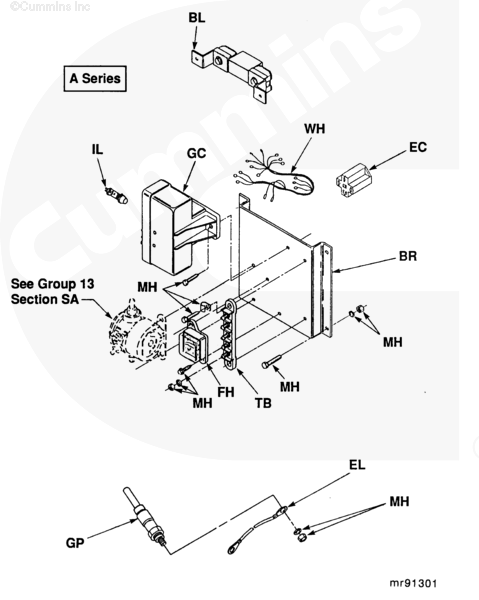 ©Cummins Inc
Cummins
BL
A Series
WH
IL
GC
EC
BR
See Group 13
Section SA
MH
MH
MH
FH
MH
TB
EL
MH
GP
mr91301